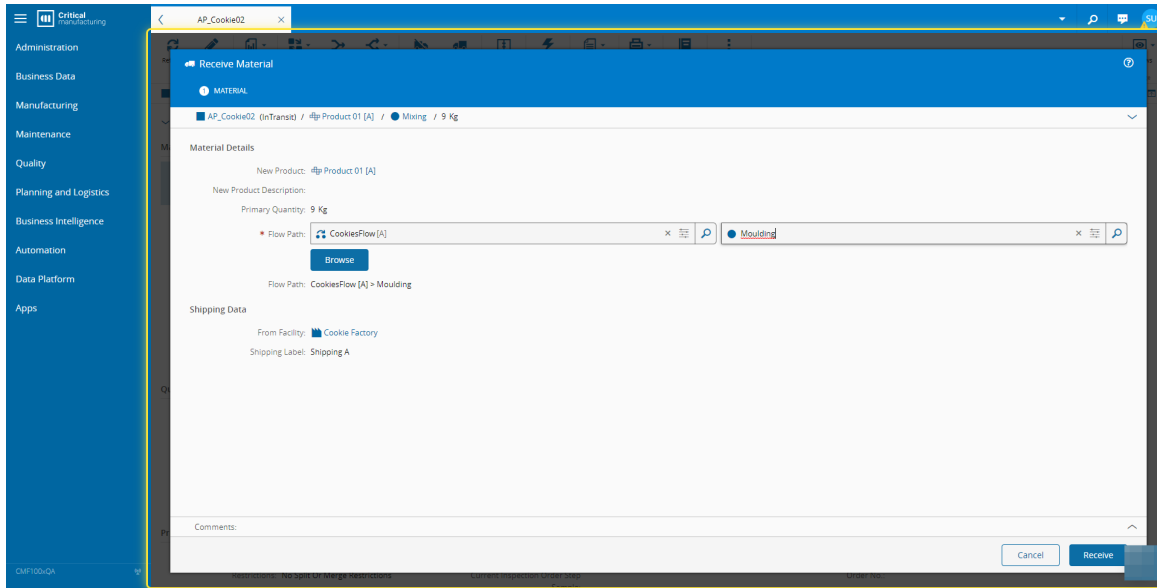 Critical
manufacturing
AP_Cookie02
SU
Administration
Business Data
Manufacturing
Maintenance
Quality
Planning and Logistics
Business Intelligence
Automation
Data Platform
Apps
CMF100xQA
Receive Material
1 MATERIAL
AP_Cookie02 (InTransit) / Product 01 [A] / Mixing / 9 Kg
Material Details
New Product: Product 01 [A]
New Product Description:
Primary Quantity: 9 Kg
* Flow Path: CookiesFlow [A] Moulding
Browse
Flow Path: CookiesFlow [A] > Moulding
Shipping Data
From Facility: Cookie Factory
Shipping Label: Shipping A
Comments:
Cancel Receive
Restrictions: No Split Or Merge Restrictions Current Inspection Order Step Order No.: